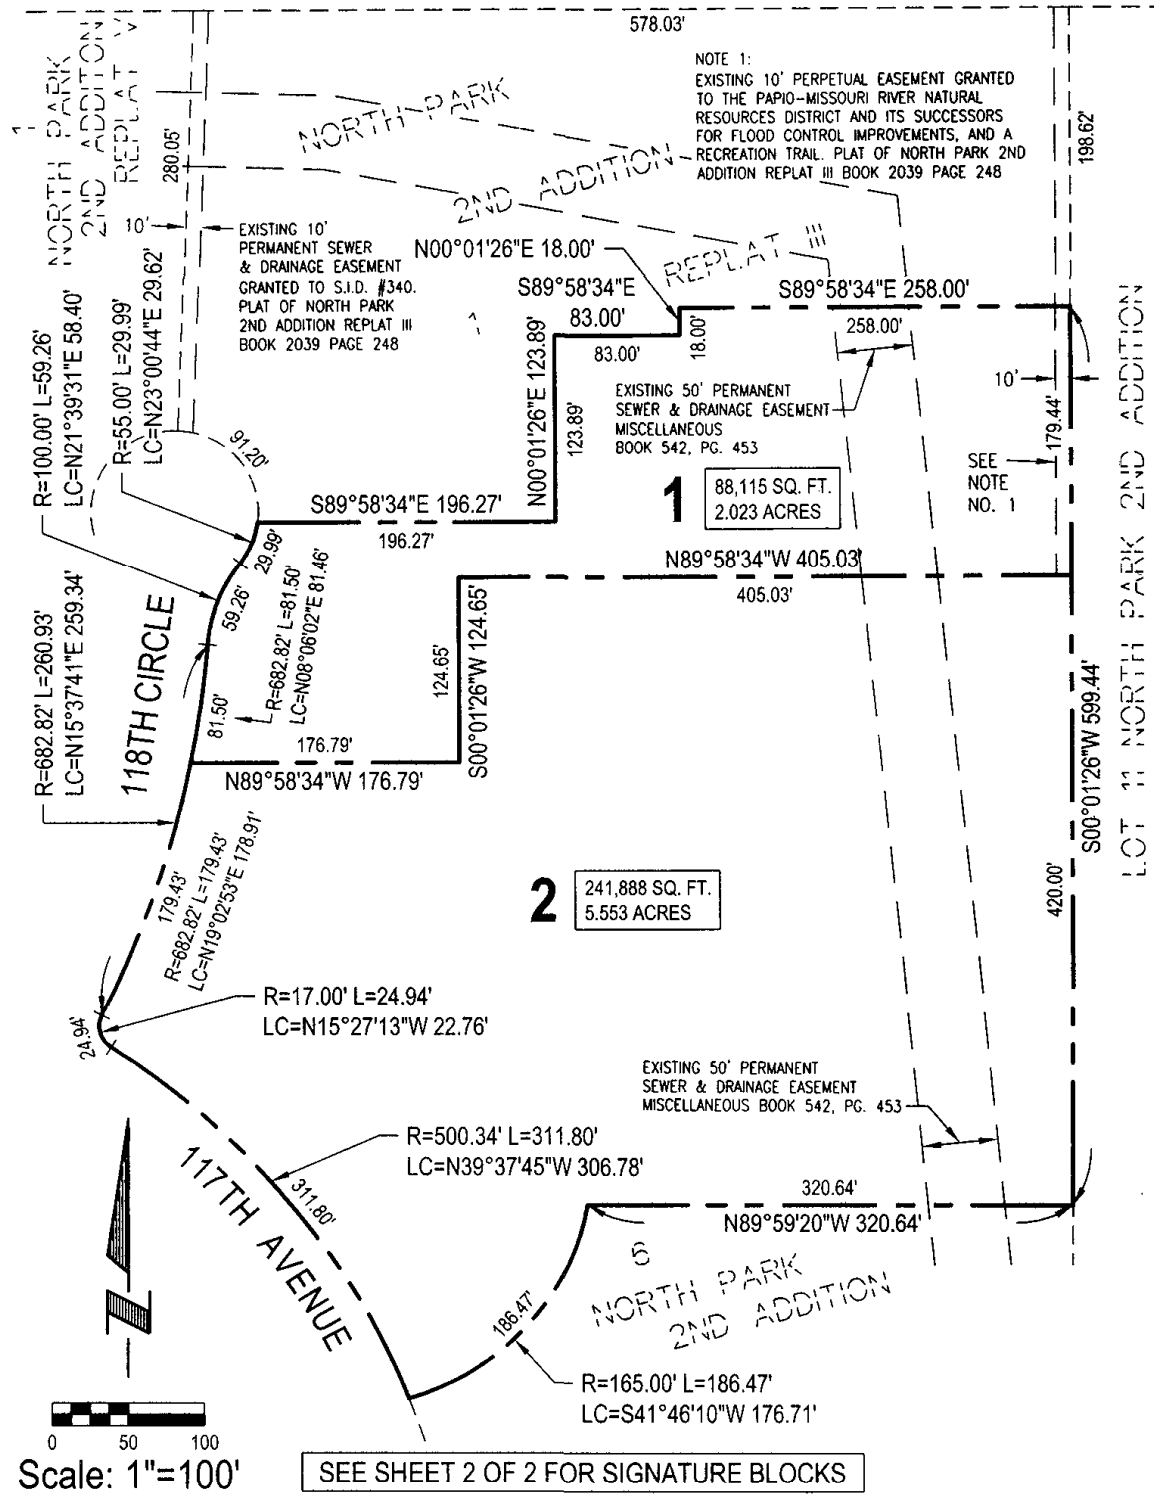 578.03'
NOTE 1:
EXISTING 10' PERPETUAL EASEMENT GRANTED
TO THE PAPIO-MISSOURI RIVER NATURAL
RESOURCES DISTRICT AND ITS SUCCESSORS
FOR FLOOD CONTROL IMPROVEMENTS, AND A
RECREATION TRAIL. PLAT OF NORTH PARK 2ND
ADDITION REPLAT III BOOK 2039 PAGE 248
198.62'
1
NORTH PARK
2ND ADDITON
REPLAT V
280.05'
NORTH PARK
2ND ADDITION
REPLAT III
1
10'
EXISTING 10'
PERMANENT SEWER
& DRAINAGE EASEMENT
GRANTED TO S.I.D. #340.
PLAT OF NORTH PARK
2ND ADDITION REPLAT III
BOOK 2039 PAGE 248
N00°01'26"E 18.00'
S89°58'34"E
83.00'
83.00'
18.00'
S89°58'34"E 258.00'
258.00'
R=100.00' L=59.26'
LC=N21°39'31"E 58.40'
R=55.00' L=29.99'
LC=N23°00'44"E 29.62'
91.20'
N00°01'26"E 123.89'
123.89'
EXISTING 50' PERMANENT
SEWER & DRAINAGE EASEMENT
MISCELLANEOUS
BOOK 542, PG. 453
10'
179.44'
SEE
NOTE
NO. 1
LOT 11 NORTH PARK 2ND ADDITION
1
88,115 SQ. FT.
2.023 ACRES
S89°58'34"E 196.27'
196.27'
29.99'
59.26'
R=682.82' L=81.50'
LC=N08°06'02"E 81.46'
81.50'
N89°58'34"W 405.03'
405.03'
124.65'
S00°01'26"W 124.65'
R=682.82' L=260.93'
LC=N15°37'41"E 259.34'
118TH CIRCLE
176.79'
N89°58'34"W 176.79'
S00°01'26"W 599.44'
420.00'
2
241,888 SQ. FT.
5.553 ACRES
179.43'
R=682.82' L=179.43'
LC=N19°02'53"E 178.91'
24.94'
R=17.00' L=24.94'
LC=N15°27'13"W 22.76'
EXISTING 50' PERMANENT
SEWER & DRAINAGE EASEMENT
MISCELLANEOUS BOOK 542, PG. 453
R=500.34' L=311.80'
LC=N39°37'45"W 306.78'
311.80'
117TH AVENUE
320.64'
N89°59'20"W 320.64'
6
NORTH PARK
2ND ADDITION
186.47'
R=165.00' L=186.47'
LC=S41°46'10"W 176.71'
0 50 100
Scale: 1"=100'
SEE SHEET 2 OF 2 FOR SIGNATURE BLOCKS